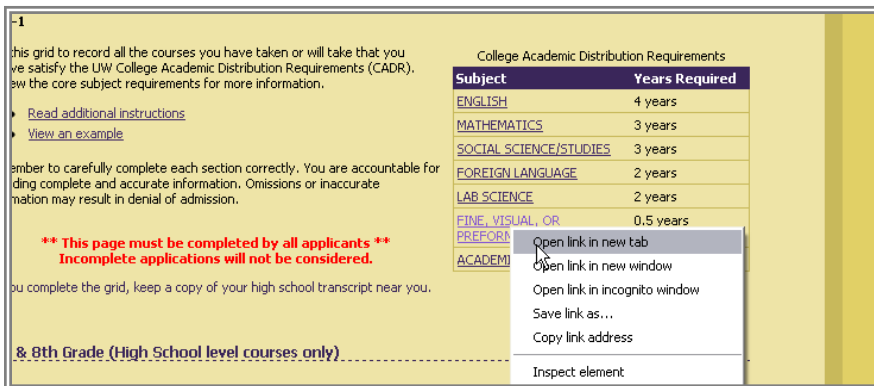 -1
this grid to record all the courses you have taken or will take that you
ve satisfy the UW College Academic Distribution Requirements (CADR).
ew the core subject requirements for more information.
Read additional instructions
View an example
ember to carefully complete each section correctly. You are accountable for
iding complete and accurate information. Omissions or inaccurate
mation may result in denial of admission.
** This page must be completed by all applicants **
Incomplete applications will not be considered.
ou complete the grid, keep a copy of your high school transcript near you.
& 8th Grade (High School level courses only)
College Academic Distribution Requirements
Subject Years Required
ENGLISH 4 years
MATHEMATICS 3 years
SOCIAL SCIENCE/STUDIES 3 years
FOREIGN LANGUAGE 2 years
LAB SCIENCE 2 years
FINE, VISUAL, OR 0.5 years
PREFORM
ACADEMI
Open link in new tab
Open link in new window
Open link in incognito window
Save link as...
Copy link address
Inspect element